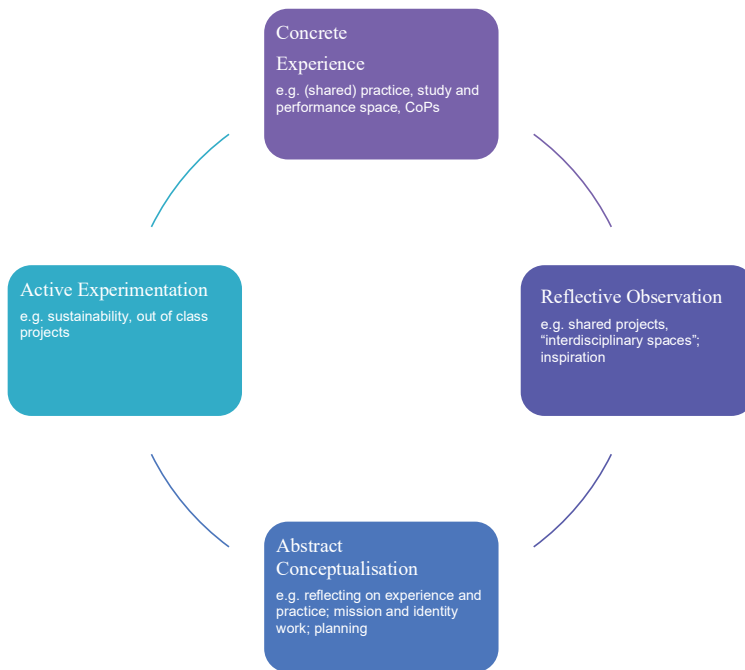 Concrete
Experience
e.g. (shared) practice, study and
performance space, CoPs
Active Experimentation
e.g. sustainability, out of class
projects
Reflective Observation
e.g. shared projects,
“interdisciplinary spaces”;
inspiration
Abstract
Conceptualisation
e.g. reflecting on experience and
practice; mission and identity
work; planning